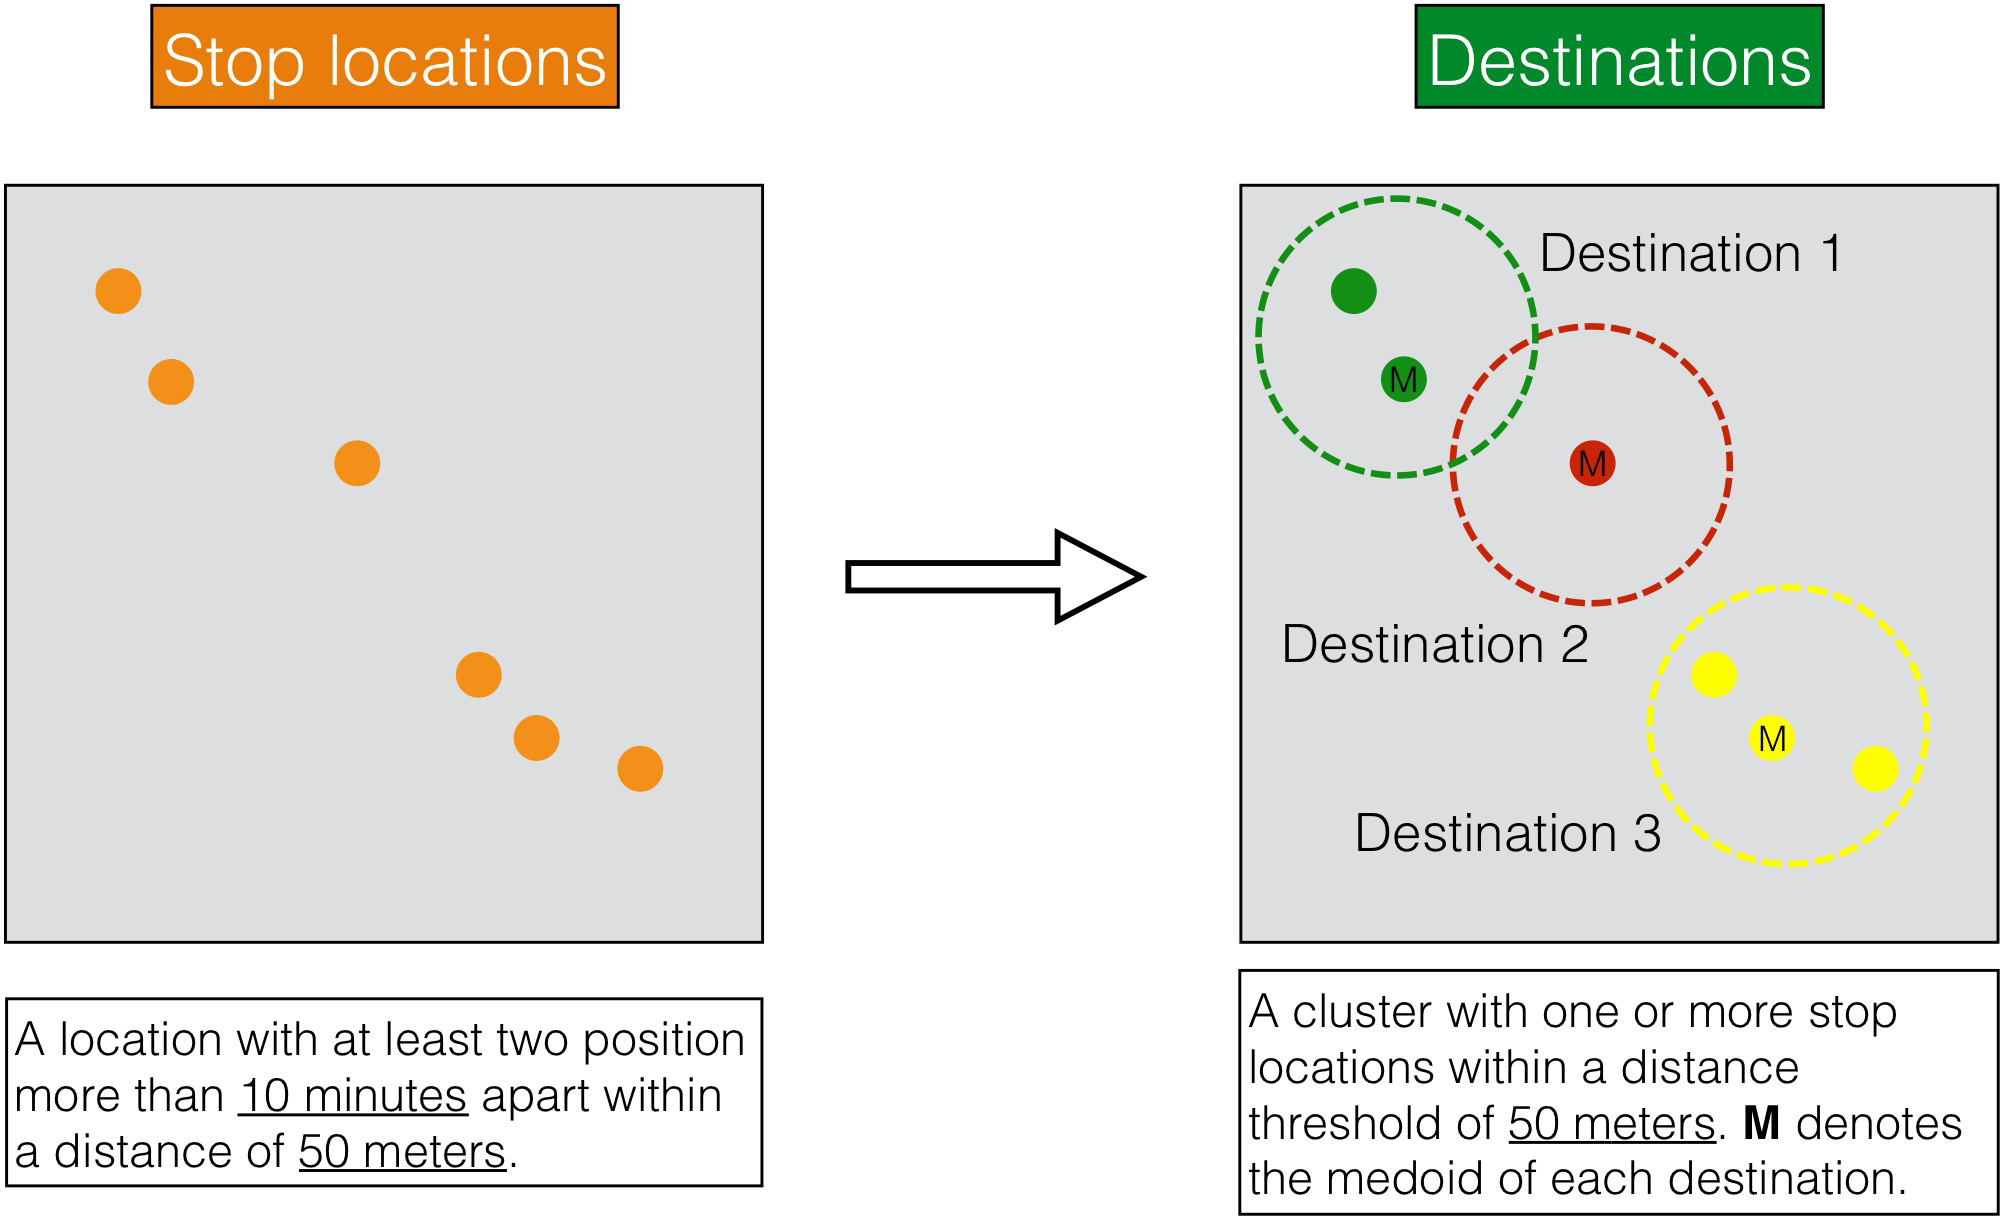 Stop locations
Destinations
Destination 1
M
M
Destination 2
M
Destination 3
A location with at least two position
more than 10 minutes apart within
a distance of 50 meters.
A cluster with one or more stop
locations within a distance
threshold of 50 meters. M denotes
the medoid of each destination.